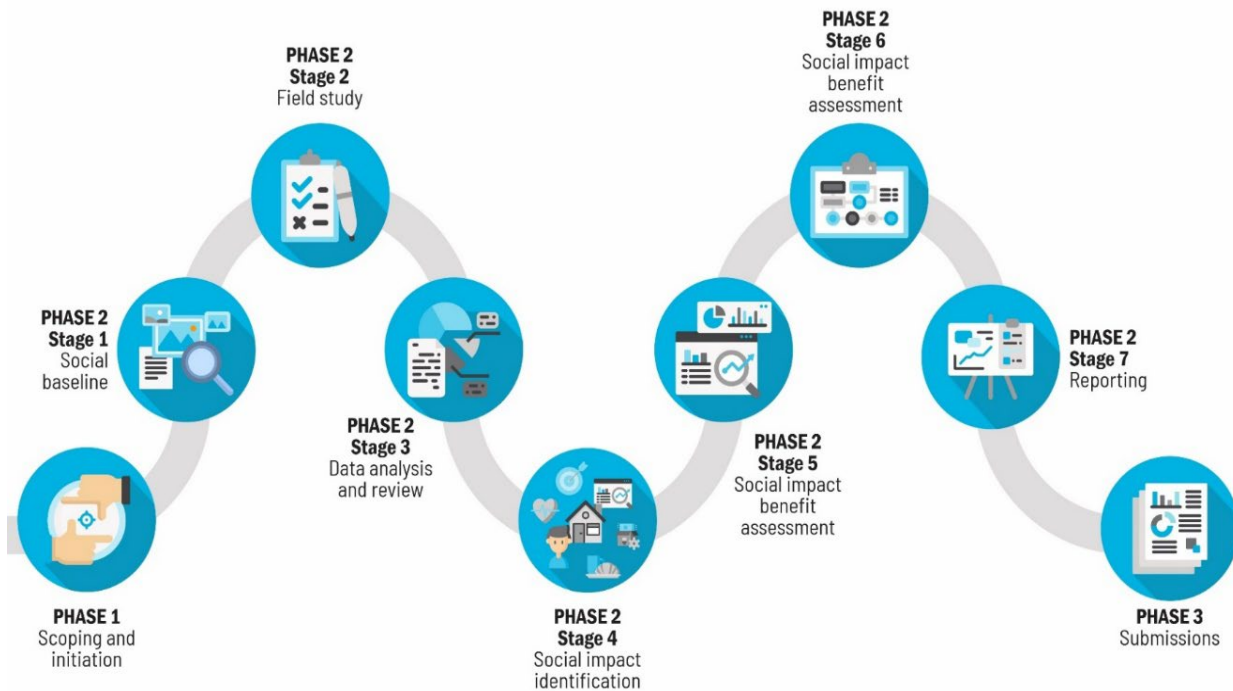 PHASE 1
Scoping and
initiation
PHASE 2
Stage 1
Social
baseline
PHASE 2
Stage 2
Field study
PHASE 2
Stage 3
Data analysis
and review
PHASE 2
Stage 4
Social impact
identification
PHASE 2
Stage 5
Social impact
benefit
assessment
PHASE 2
Stage 6
Social impact
benefit
assessment
PHASE 2
Stage 7
Reporting
PHASE 3
Submissions